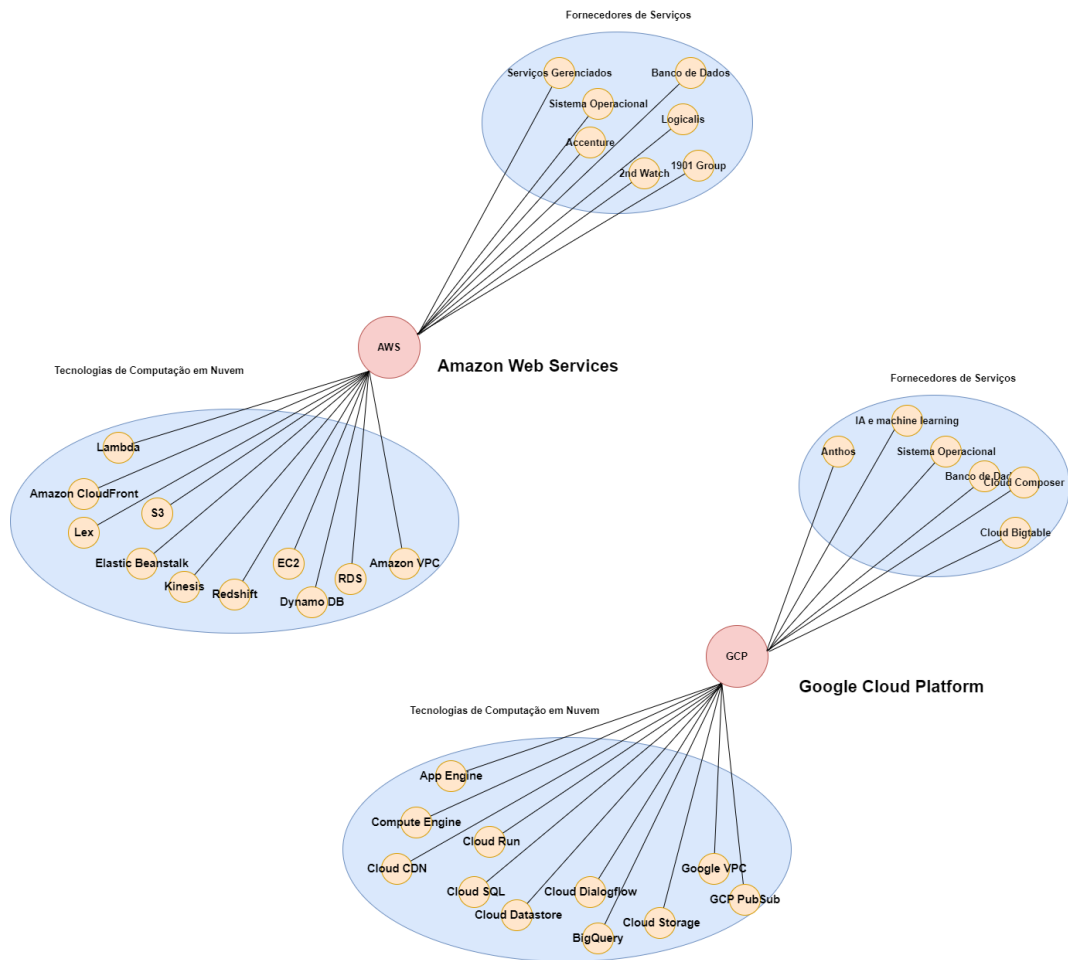 Fornecedores de Serviços
Serviços Gerenciados
Banco de Dados
Sistema Operacional
Logicalis
Accenture
2nd Watch
1901 Group
AWS
Amazon Web Services
Tecnologias de Computação em Nuvem
Lambda
Amazon CloudFront
S3
Lex
Elastic Beanstalk
EC2
Amazon VPC
Kinesis
RDS
Redshift
Dynamo DB
Fornecedores de Serviços
IA e machine learning
Anthos
Sistema Operacional
Banco de Dad
Cloud Composer
Cloud Bigtable
GCP
Google Cloud Platform
Tecnologias de Computação em Nuvem
App Engine
Compute Engine
Cloud Run
Cloud CDN
Google VPC
Cloud SQL
Cloud Dialogflow
GCP PubSub
Cloud Datastore
Cloud Storage
BigQuery